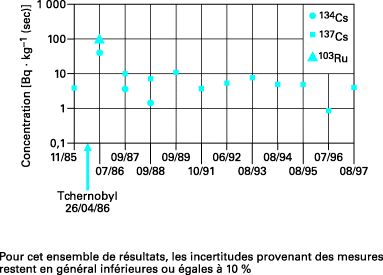 Concentration [Bq · kg⁻¹ (sec)]
1 000
100
10
1
0,1
¹³⁴Cs
¹³⁷Cs
¹⁰³Ru
11/85 07/86 09/87 09/88 09/89 10/91 06/92 09/93 08/94 08/95 07/96 08/97
Tchernobyl
26/04/86
Pour cet ensemble de résultats, les incertitudes provenant des mesures
restent en général inférieures ou égales à 10 %